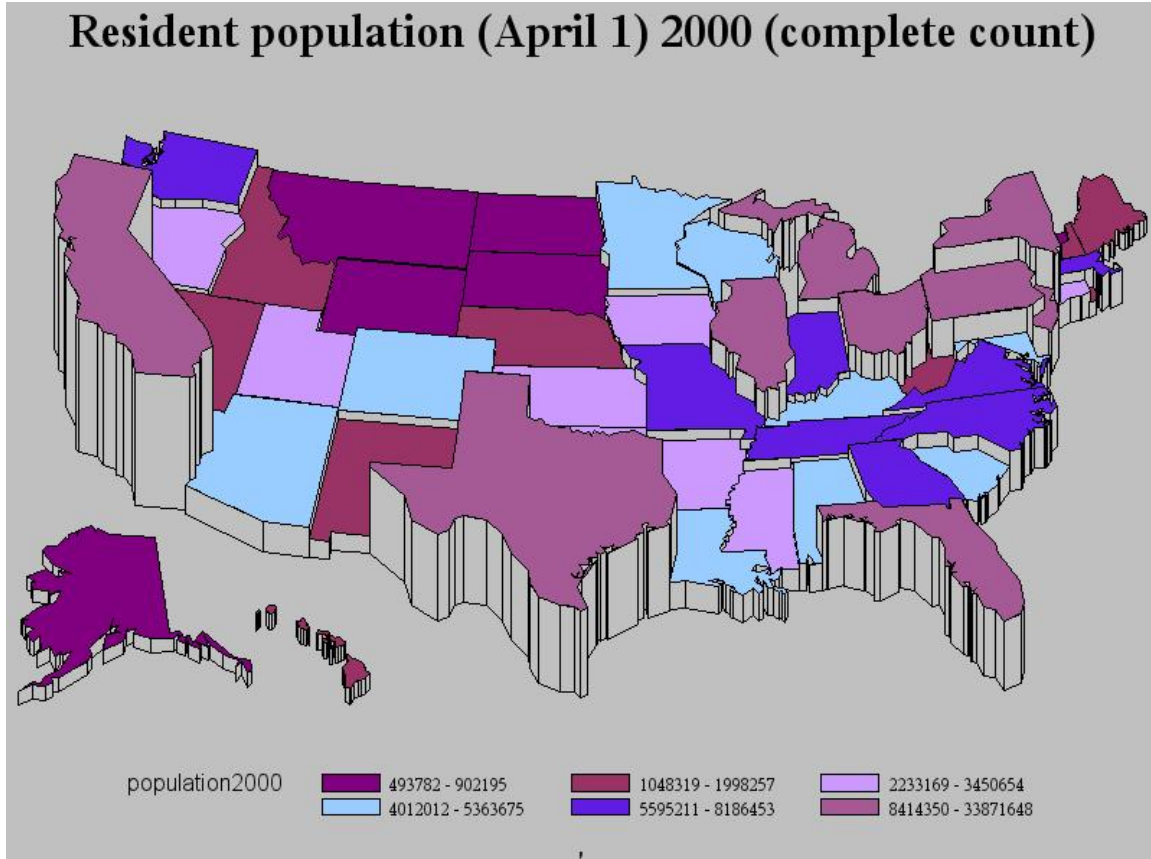 Resident population (April 1) 2000 (complete count)
population2000
493782 - 902195
1048319 - 1998257
2233169 - 3450654
4012012 - 5363675
5595211 - 8186453
8414350 - 33871648